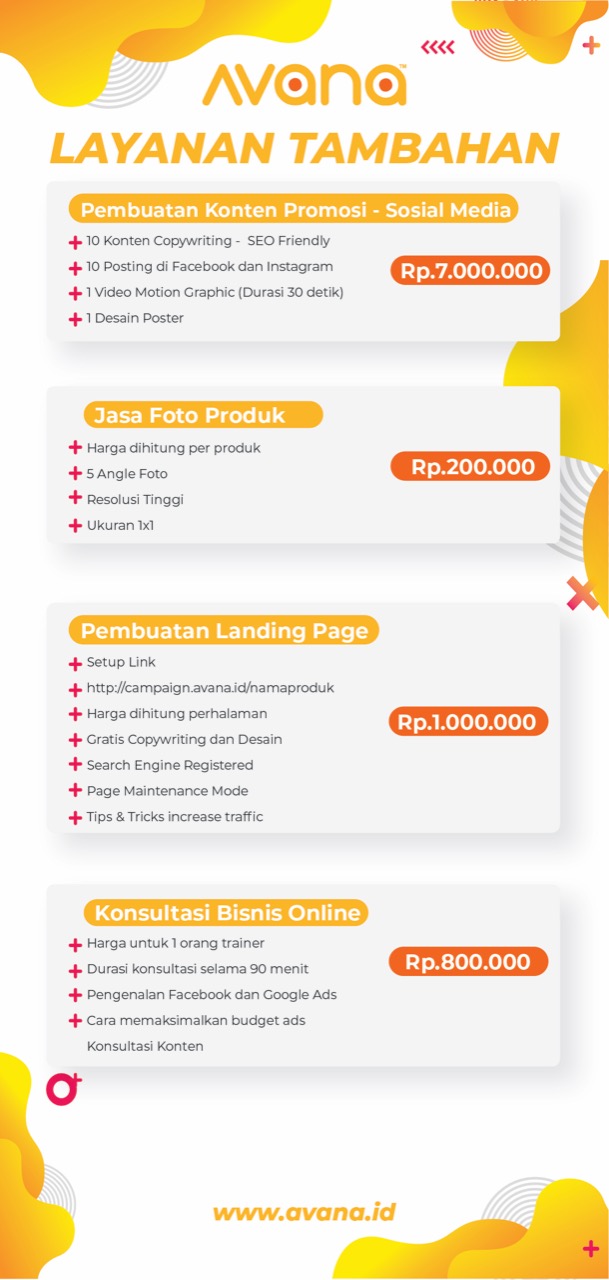 Avana™
LAYANAN TAMBAHAN
Pembuatan Konten Promosi - Sosial Media
10 Konten Copywriting - SEO Friendly
10 Posting di Facebook dan Instagram
1 Video Motion Graphic (Durasi 30 detik)
1 Desain Poster
Rp.7.000.000
Jasa Foto Produk
Harga dihitung per produk
5 Angle Foto
Resolusi Tinggi
Ukuran 1x1
Rp.200.000
Pembuatan Landing Page
Setup Link
http://campaign.avana.id/namaproduk
Harga dihitung perhalaman
Gratis Copywriting dan Desain
Search Engine Registered
Page Maintenance Mode
Tips & Tricks increase traffic
Rp.1.000.000
Konsultasi Bisnis Online
Harga untuk 1 orang trainer
Durasi konsultasi selama 90 menit
Pengenalan Facebook dan Google Ads
Cara memaksimalkan budget ads
Konsultasi Konten
Rp.800.000
www.avana.id